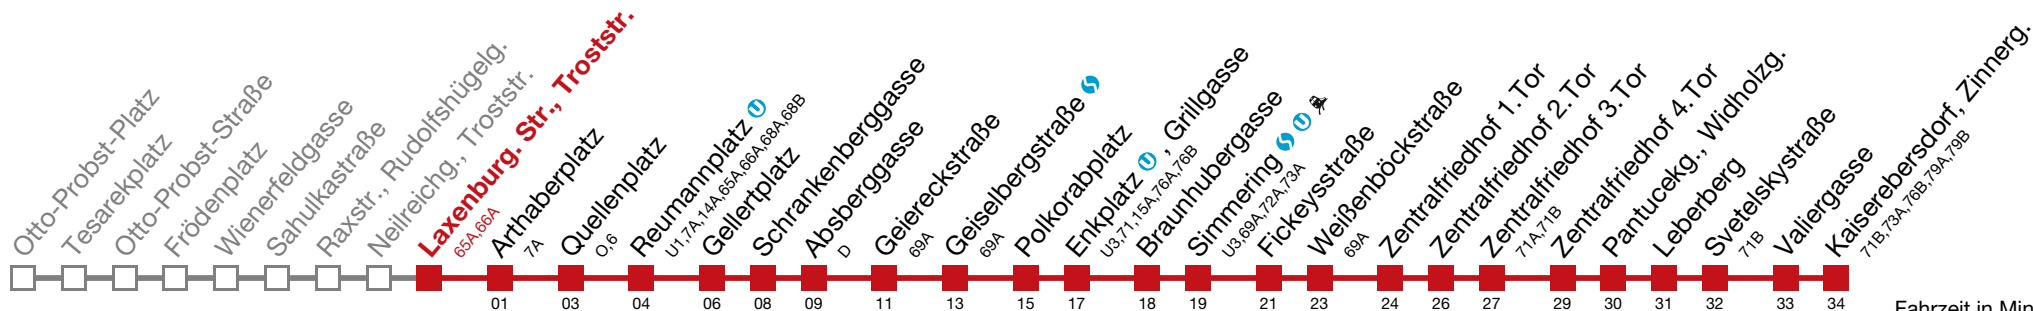 Otto-Probst-Platz
Tesarekplatz
Otto-Probst-Straße
Frödenplatz
Wienerfeldgasse
Sahulkastraße
Raxstr., Rudolfshügelg.
Neilreichg., Troststr.
Laxenburg. Str., Troststr.
65A,66A
Arthaberplatz
7A
Quellenplatz
O,6
Reumannplatz U
U1,7A,14A,65A,66A,68A,68B
Gellertplatz
Schrankenberggasse
Absberggasse
D
Geiereckstraße
69A
Geiselbergstraße S
69A
Polkorabplatz
Enkplatz U, Grillgasse
U3,71,15A,76A,76B
Braunhubergasse
Simmering S U
U3,69A,72A,73A
Fickeysstraße
Weißenböckstraße
69A
Zentralfriedhof 1.Tor
Zentralfriedhof 2.Tor
Zentralfriedhof 3.Tor
71A,71B
Zentralfriedhof 4.Tor
Pantucekg., Widholzg.
Leberberg
Svetelskystraße
71B
Valiergasse
Kaiserebersdorf, Zinnerg.
71B,73A,76B,79A,79B
01 03 04 06 08 09 11 13 15 17 18 19 21 23 24 26 27 29 30 31 32 33 34
Fahrzeit in Min